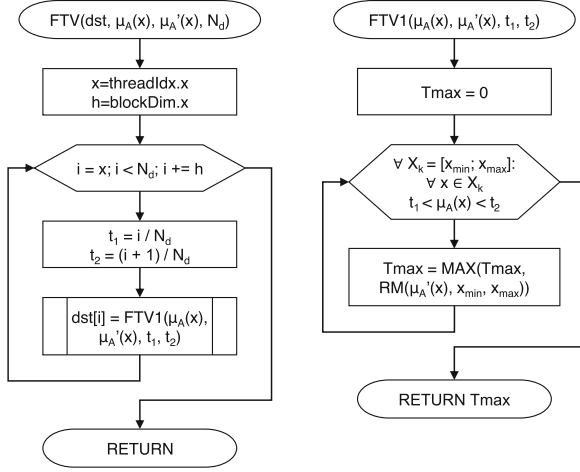 FTV(dst, μA(x), μA'(x), Nd)
x=threadIdx.x
h=blockDim.x
i = x; i < Nd; i += h
t1 = i / Nd
t2 = (i + 1) / Nd
dst[i] = FTV1(μA(x),
μA'(x), t1, t2)
RETURN
FTV1(μA(x), μA'(x), t1, t2)
Tmax = 0
∀ Xk = [xmin; xmax]:
∀ x ∈ Xk
t1 < μA(x) < t2
Tmax = MAX(Tmax,
RM(μA'(x), xmin, xmax))
RETURN Tmax